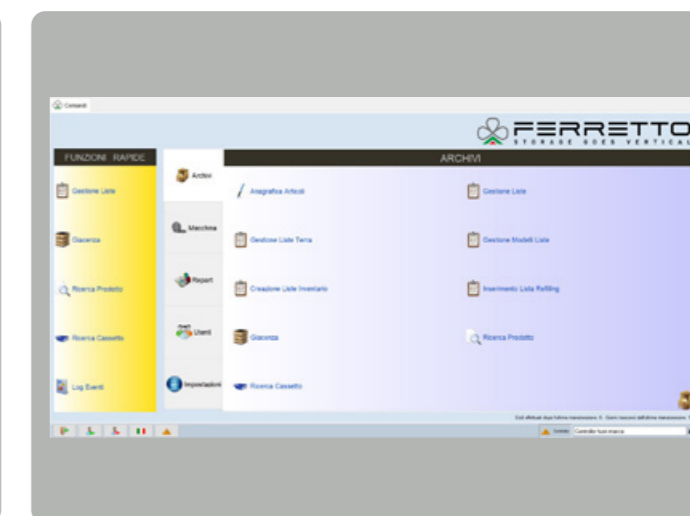 Comandi
FERRETTO
STORAGE GOES VERTICAL
FUNZIONI RAPIDE
ARCHIVI
Gestione Liste
Giacenza
Ricerca Prodotto
Ricerca Cassetto
Log Eventi
Archivi
Macchina
Report
Utenti
Impostazioni
Anagrafica Articoli
Gestione Liste
Gestione Liste Terra
Gestione Modelli Liste
Creazione Liste Inventario
Inserimento Lista Refilling
Giacenza
Ricerca Prodotto
Ricerca Cassetto